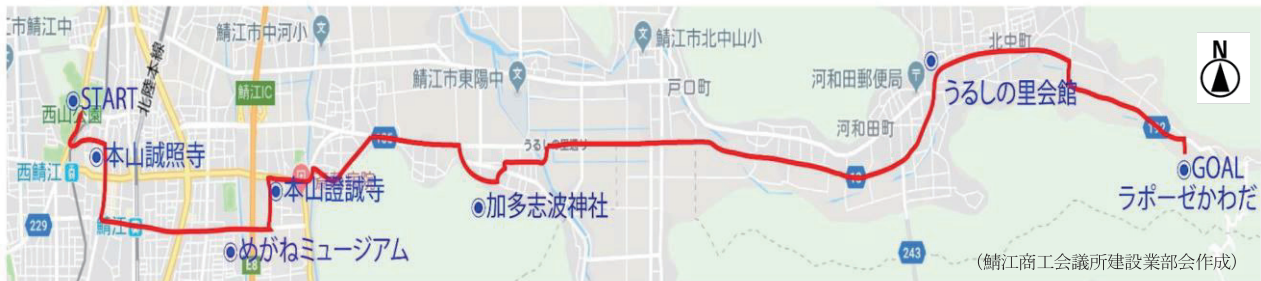 市鯖江中
鯖江市中河小
文
START
西山公園
北陸本線
鯖江IC
本山誠照寺
西鯖江
229
鯖江
めがねミュージアム
E8
本山證誠寺
鯖江市東陽中
文
加多志波神社
うるしの里通り
文
鯖江市北中山小
戸口町
河和田郵便局
河和田町
うるしの里会館
北中町
243
GOAL
ラポーゼかわだ
N
(鯖江商工会議所建設業部会作成)